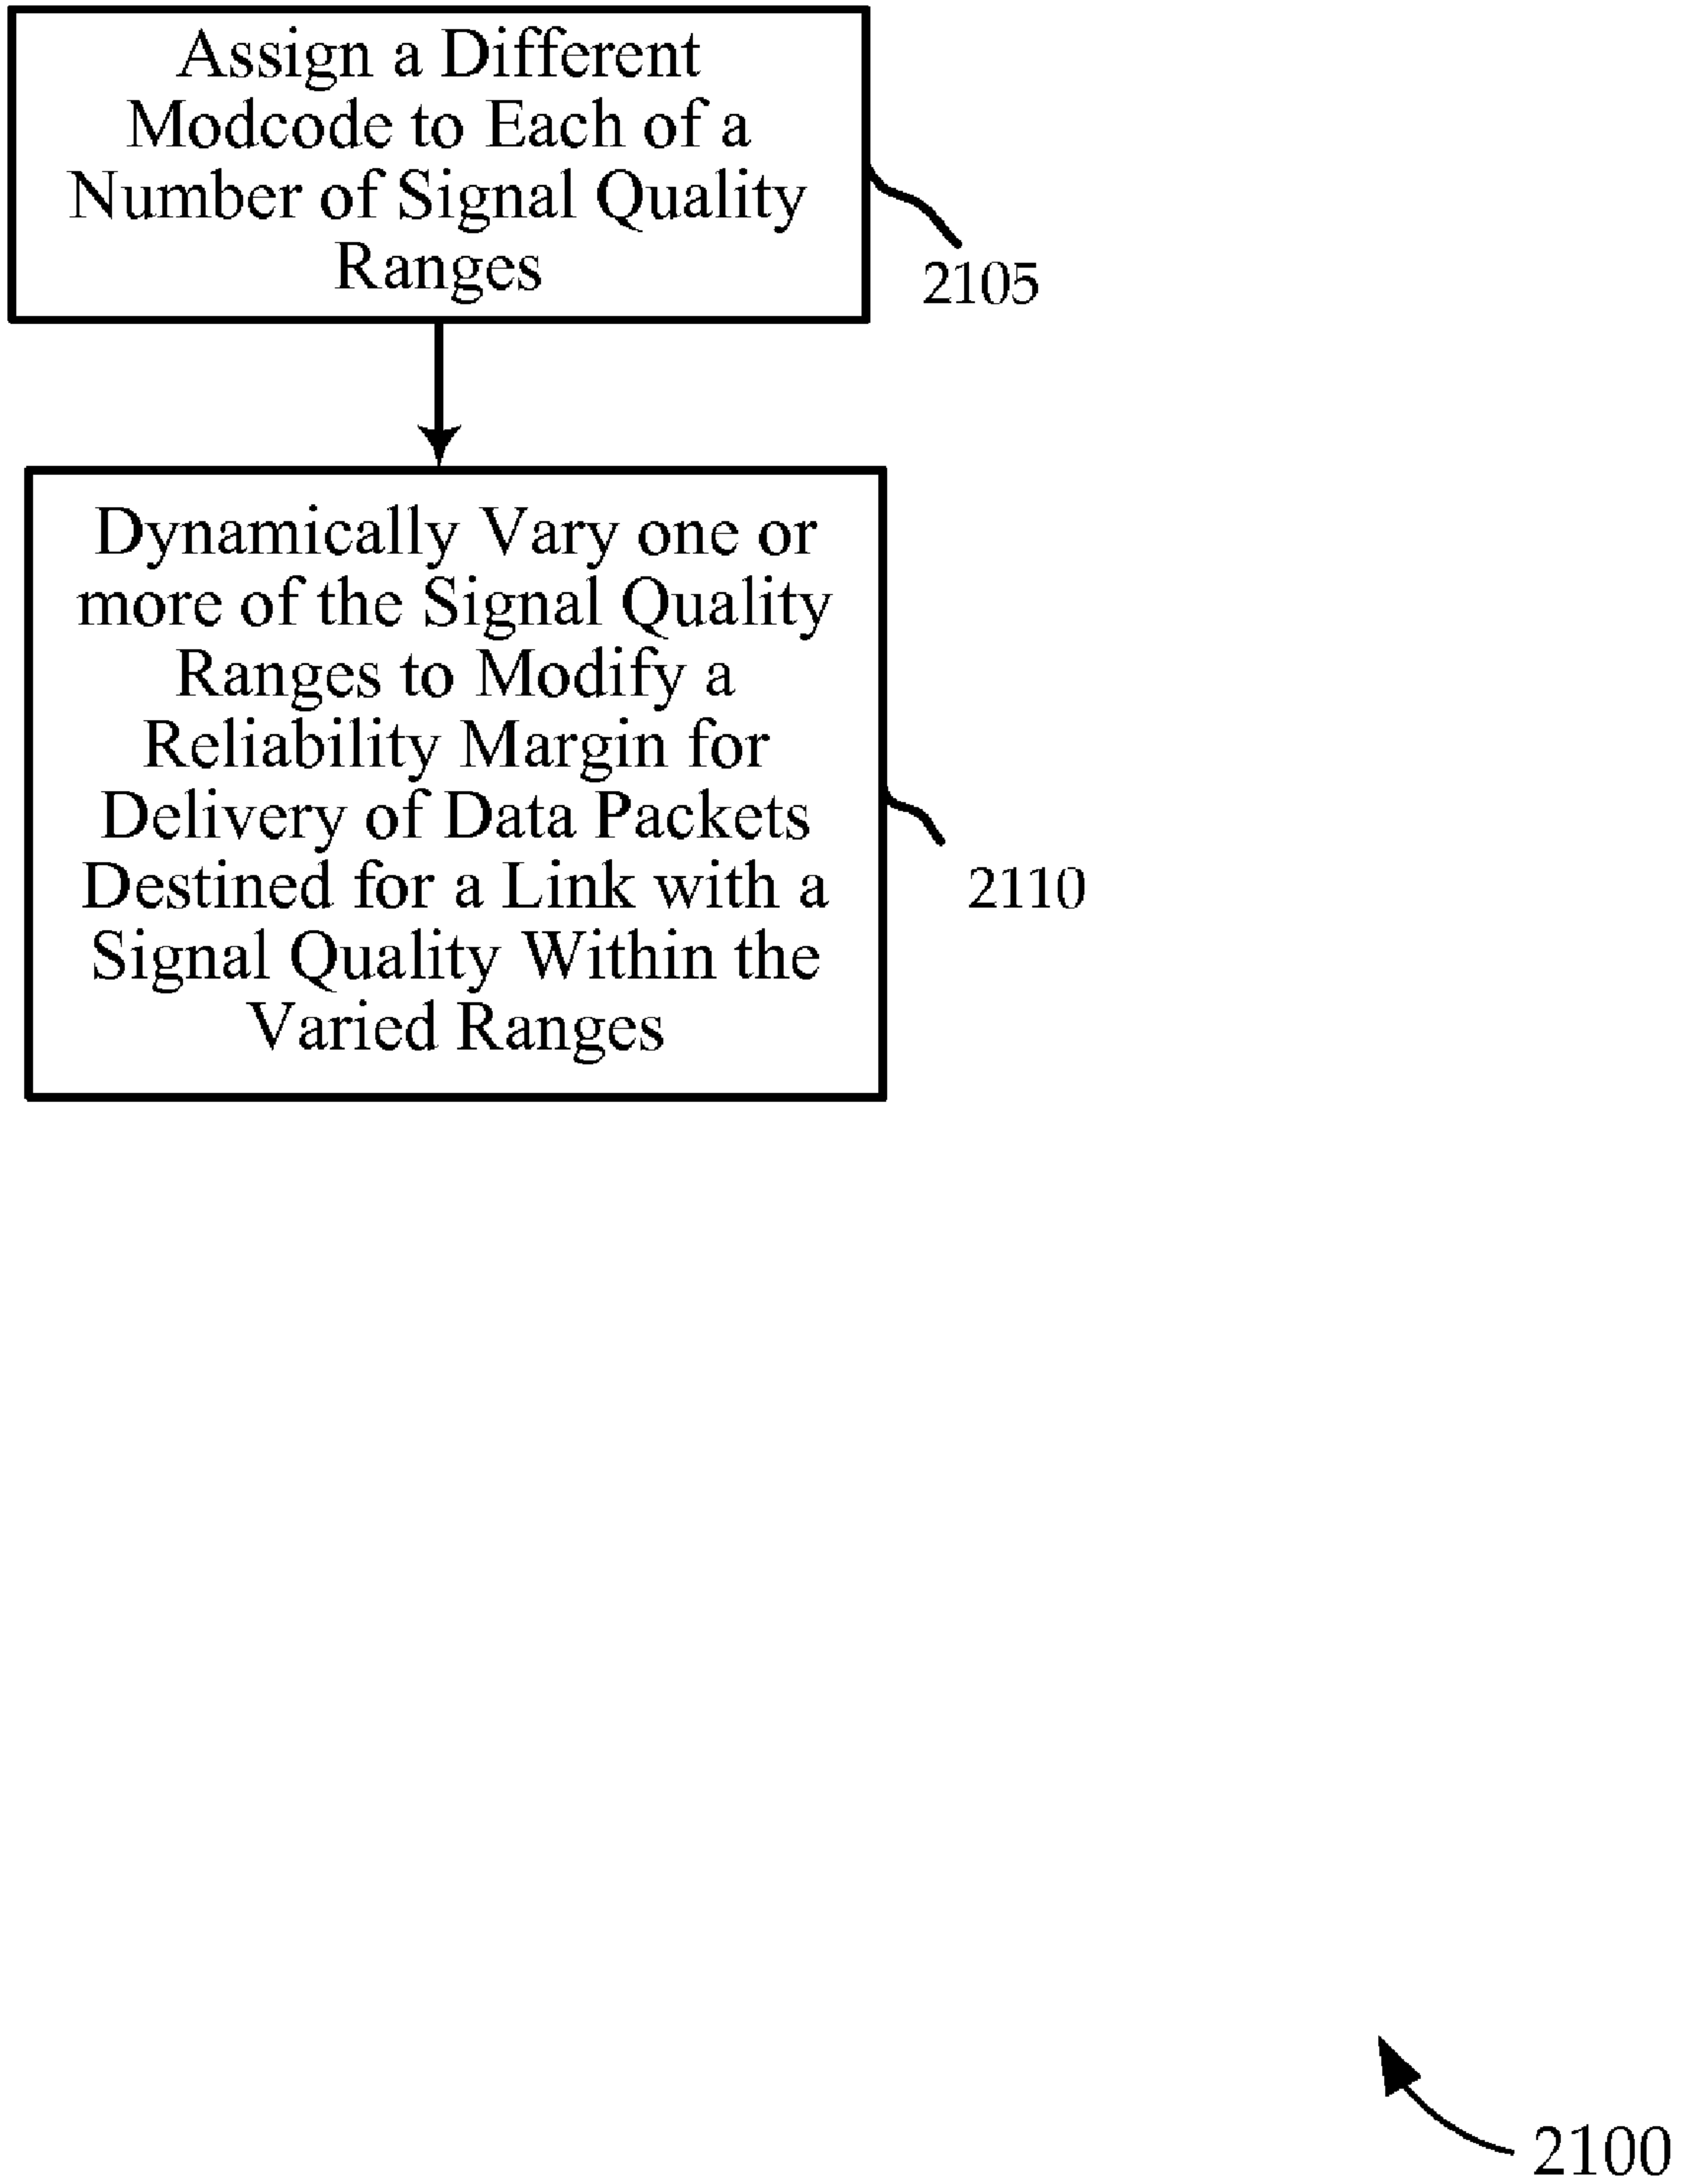 Assign a Different
Modcode to Each of a
Number of Signal Quality
Ranges
2105
Dynamically Vary one or
more of the Signal Quality
Ranges to Modify a
Reliability Margin for
Delivery of Data Packets
Destined for a Link with a
Signal Quality Within the
Varied Ranges
2110
2100